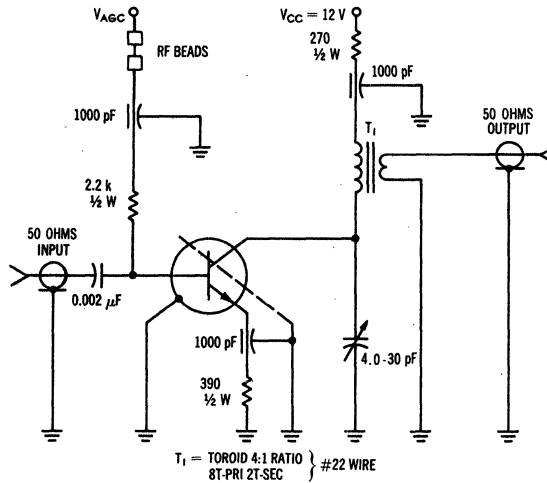 V_AGC
V_CC = 12 V
RF BEADS
270
½ W
1000 pF
1000 pF
T₁
50 OHMS
OUTPUT
2.2 k
½ W
50 OHMS
INPUT
0.002 µF
1000 pF
4.0-30 pF
390
½ W
T₁ = TOROID 4:1 RATIO
8T-PRI 2T-SEC
} #22 WIRE